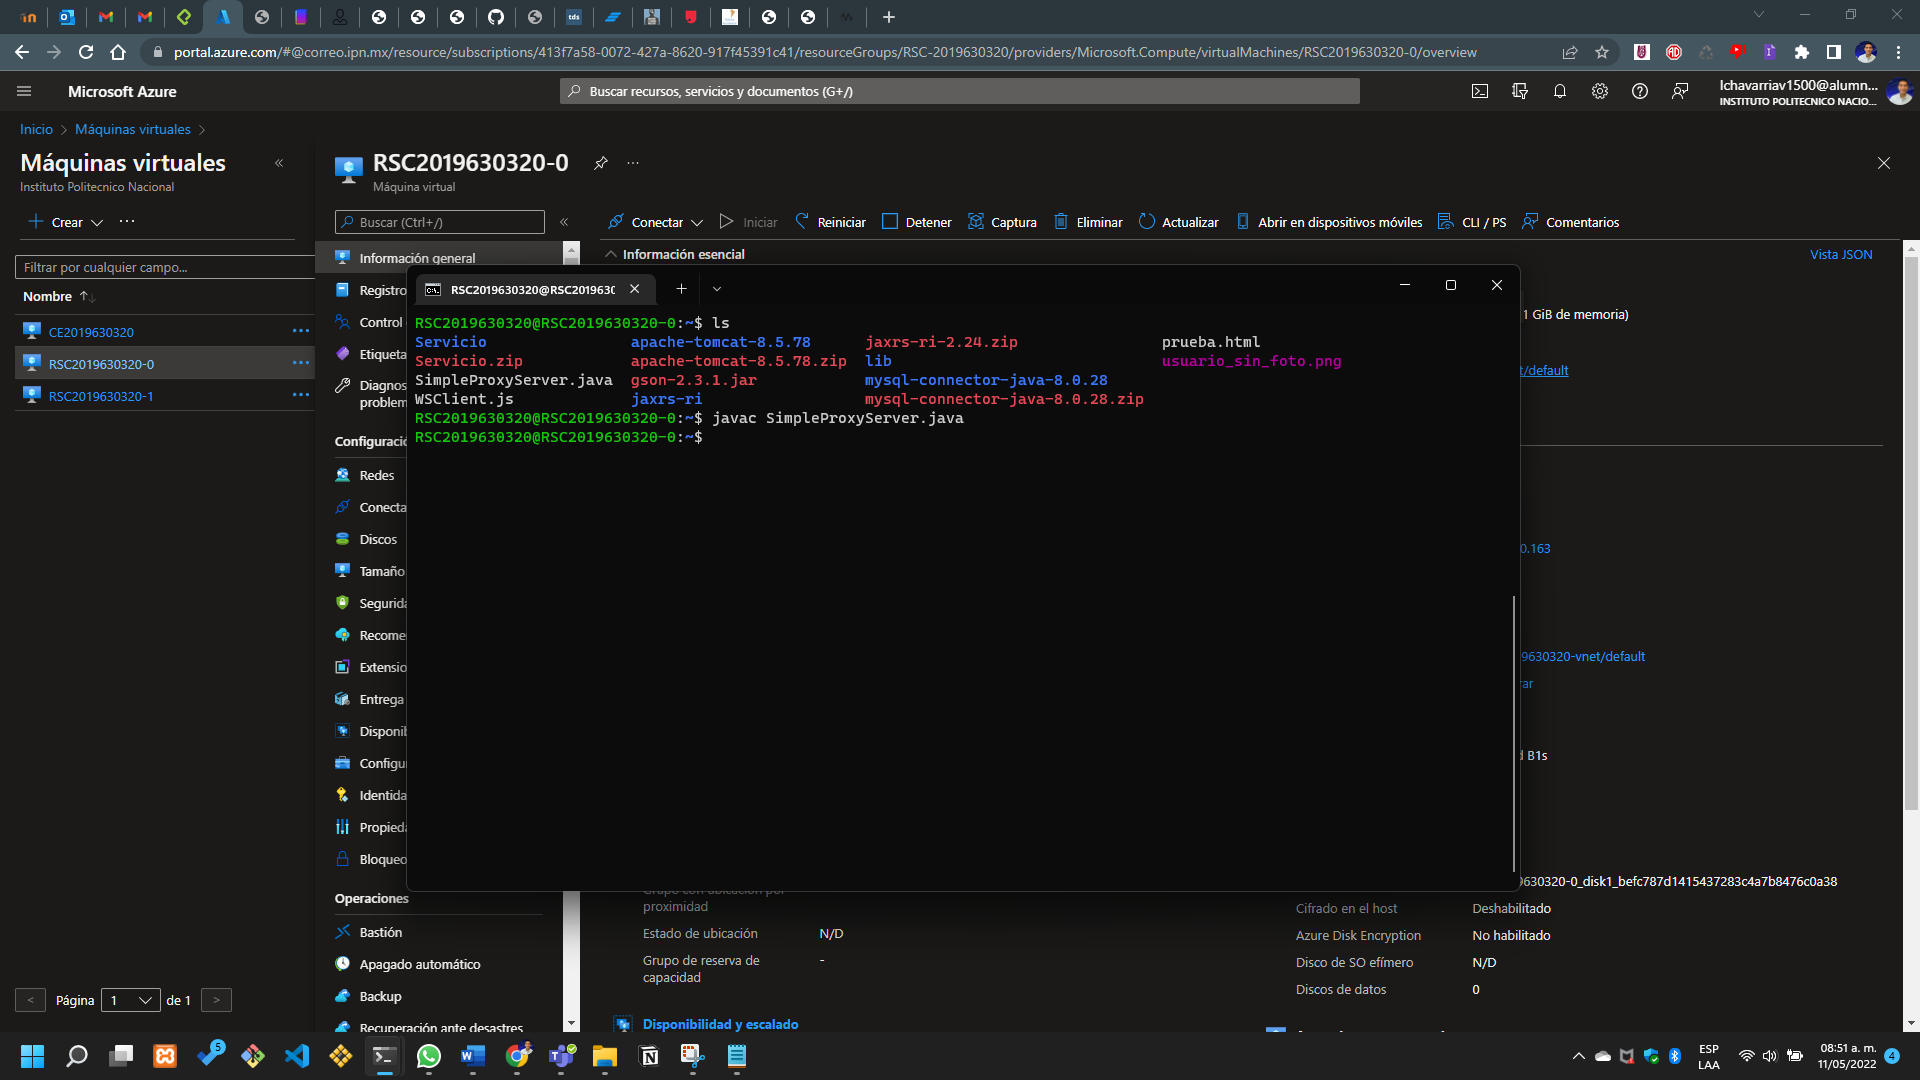 portal.azure.com/#@correo.ipn.mx/resource/subscriptions/413f7a58-0072-427a-8620-917f45391c41/resourceGroups/RSC-2019630320/providers/Microsoft.Compute/virtualMachines/RSC2019630320-0/overview
Microsoft Azure
Buscar recursos, servicios y documentos (G+/)
lchavarriav1500@alumn...
INSTITUTO POLITECNICO NACIO...
Inicio > Máquinas virtuales >
Máquinas virtuales
Instituto Politecnico Nacional
Crear
Filtrar por cualquier campo...
Nombre
CE2019630320
RSC2019630320-0
RSC2019630320-1
Página 1 de 1
RSC2019630320-0
Máquina virtual
Buscar (Ctrl+/)
Conectar Iniciar Reiniciar Detener Captura Eliminar Actualizar Abrir en dispositivos móviles CLI / PS Comentarios
Información general
Registro
Control
Etiqueta
Diagnos
problem
Configuració
Redes
Conecta
Discos
Tamaño
Segurida
Recomen
Extensio
Entrega
Disponib
Configur
Identida
Propieda
Bloqueo
Operaciones
Bastión
Apagado automático
Backup
Recuperación ante desastres
Información esencial
Vista JSON
1 GiB de memoria)
t/default
0.163
9630320-vnet/default
rar
d B1s
RSC2019630320@RSC20196303
RSC2019630320@RSC2019630320-0:~$ ls
Servicio apache-tomcat-8.5.78 jaxrs-ri-2.24.zip prueba.html
Servicio.zip apache-tomcat-8.5.78.zip lib usuario_sin_foto.png
SimpleProxyServer.java gson-2.3.1.jar mysql-connector-java-8.0.28
WSClient.js jaxrs-ri mysql-connector-java-8.0.28.zip
RSC2019630320@RSC2019630320-0:~$ javac SimpleProxyServer.java
RSC2019630320@RSC2019630320-0:~$
Grupo con ubicación por
proximidad
Estado de ubicación N/D
Grupo de reserva de
capacidad -
Disponibilidad y escalado
9630320-0_disk1_befc787d1415437283c4a7b8476c0a38
Cifrado en el host Deshabilitado
Azure Disk Encryption No habilitado
Disco de SO efímero N/D
Discos de datos 0
5
ESP
LAA
08:51 a. m.
11/05/2022
4